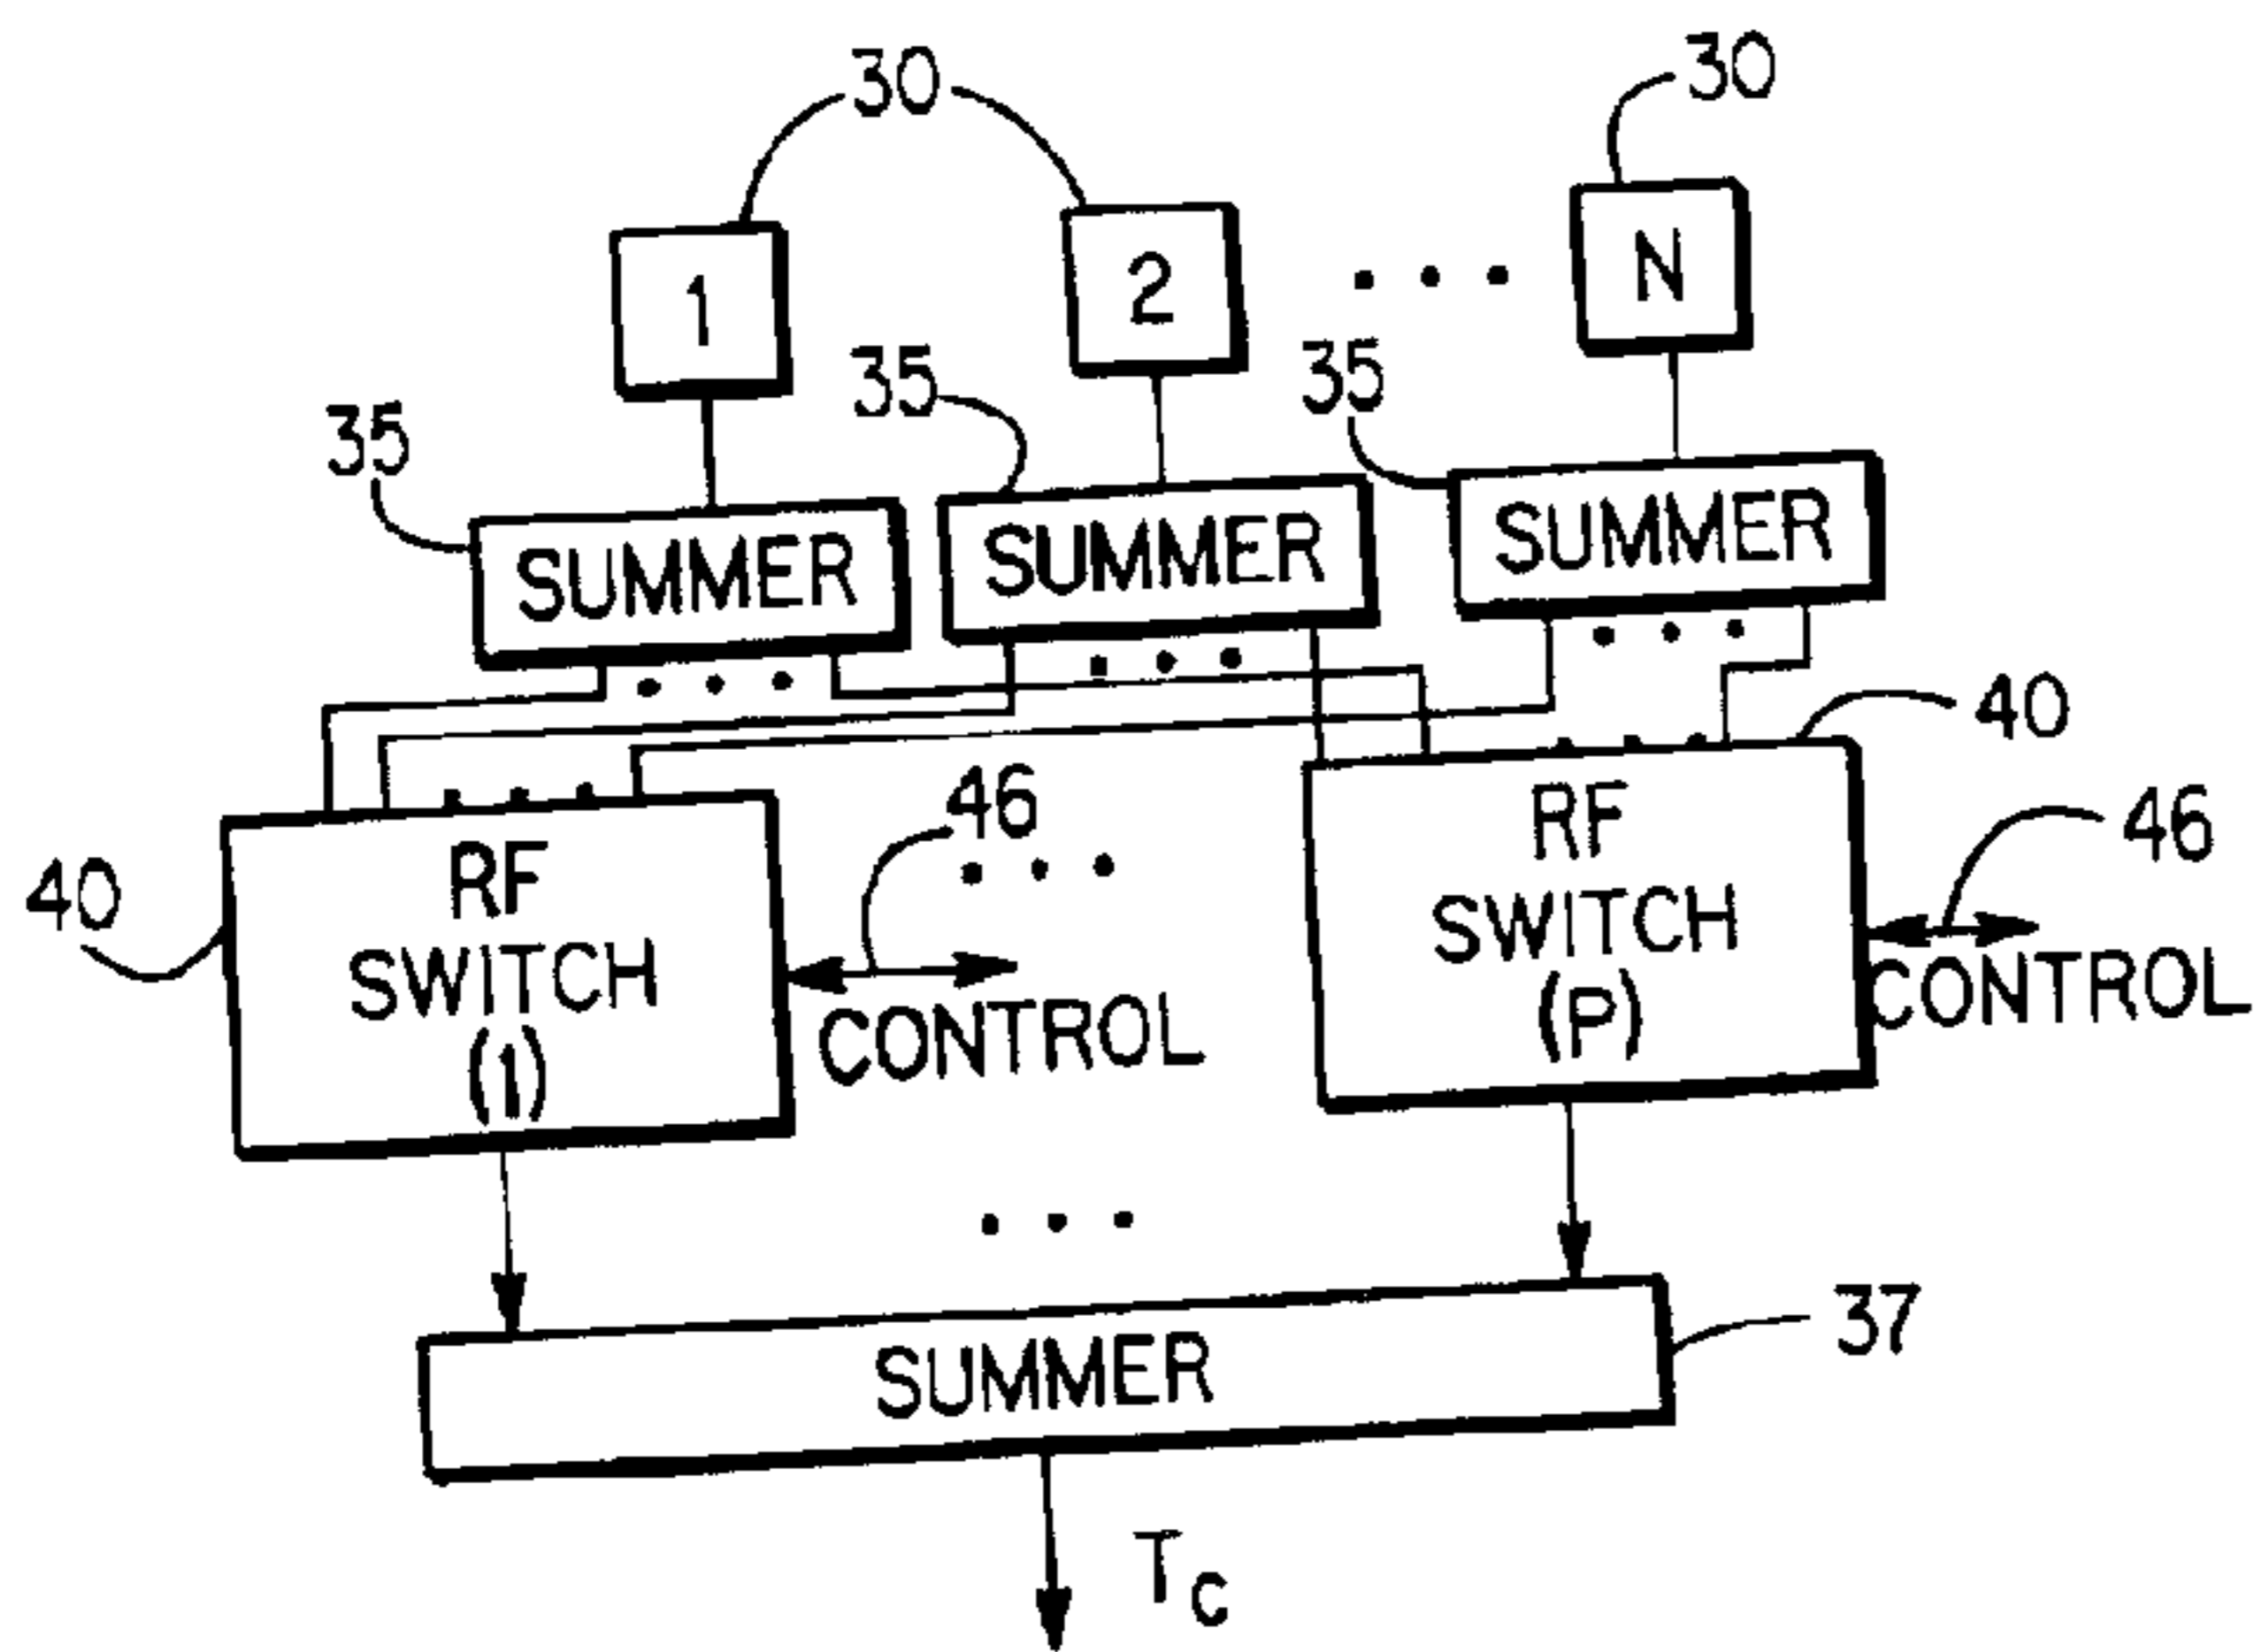 30
30
1
2
N
35
35
35
SUMMER
SUMMER
SUMMER
40
46
46
40
RF
SWITCH
(1)
CONTROL
RF
SWITCH
(P)
CONTROL
37
SUMMER
Tc